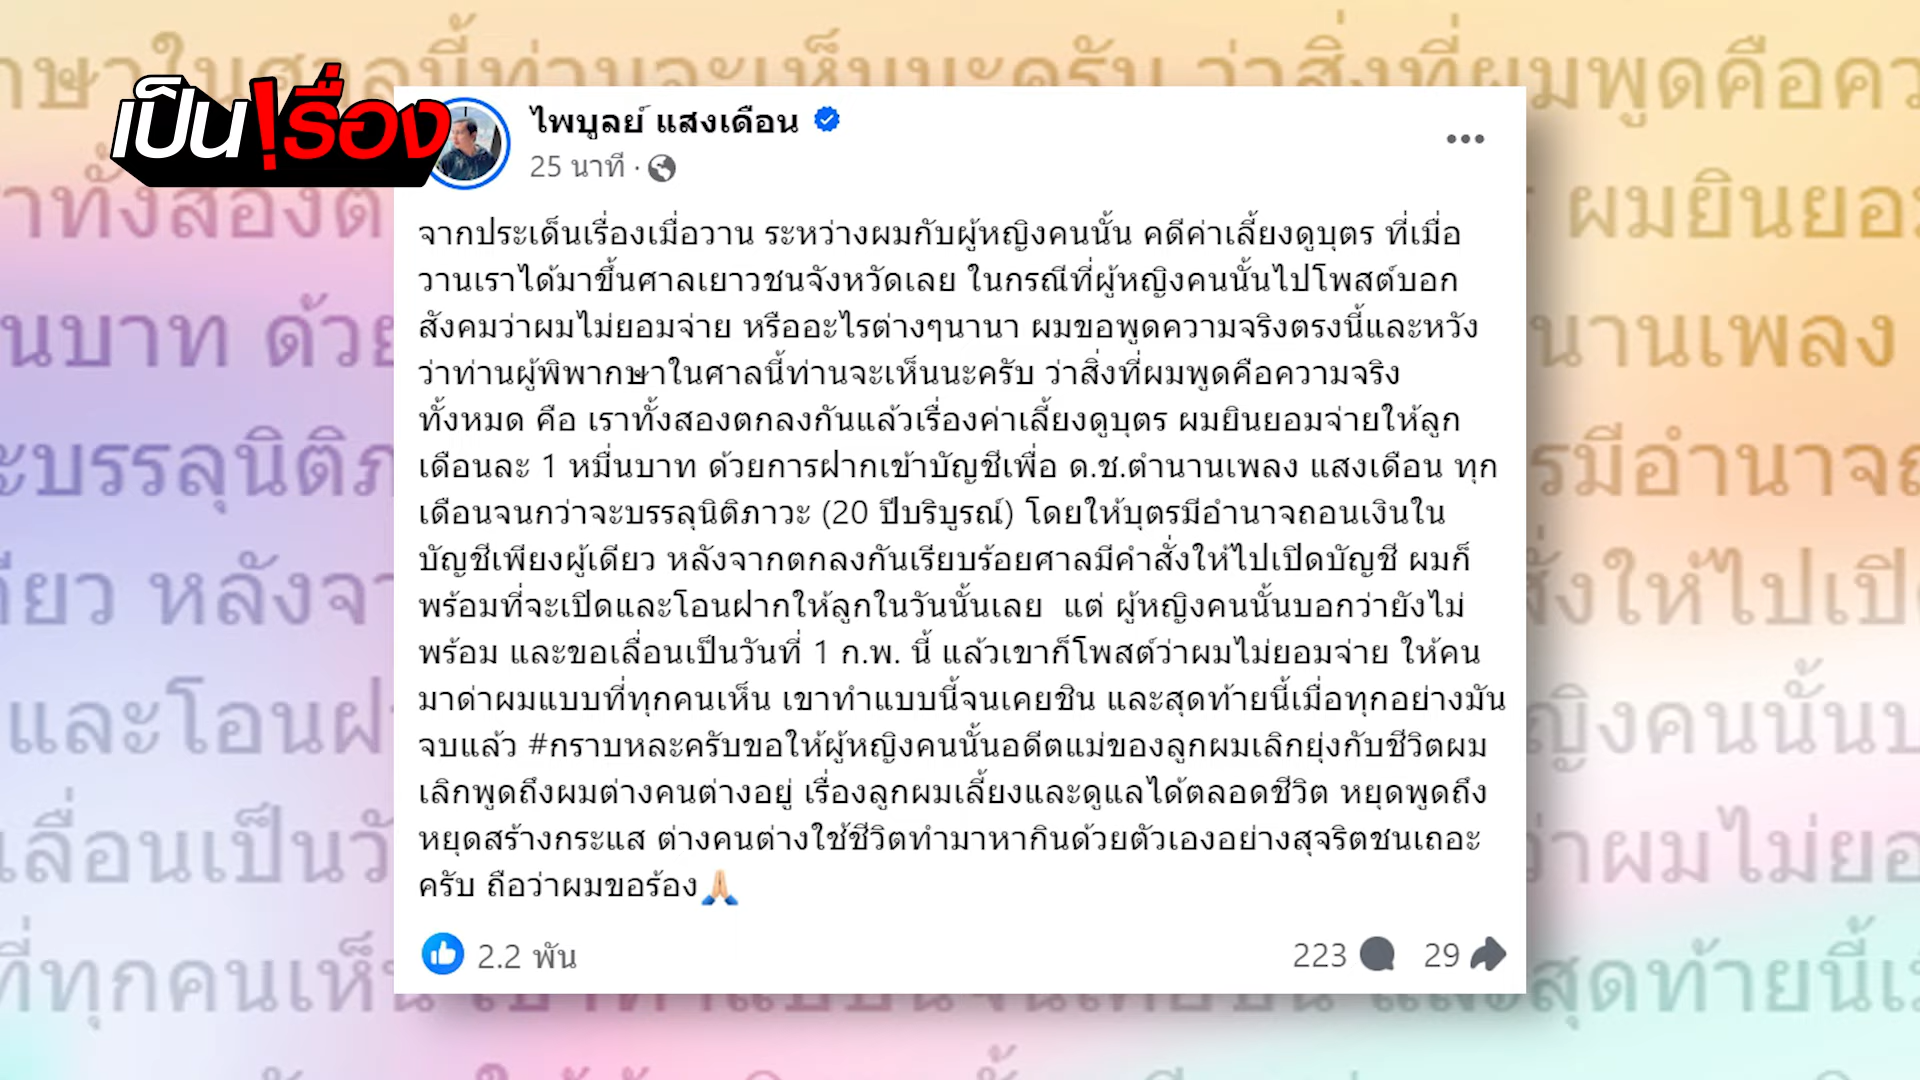 เป็น!เรื่อง
ไพบูลย์ แสงเดือน
25 นาที ·
จากประเด็นเรื่องเมื่อวาน ระหว่างผมกับผู้หญิงคนนั้น คดีค่าเลี้ยงดูบุตร ที่เมื่อ
วานเราได้มาขึ้นศาลเยาวชนจังหวัดเลย ในกรณีที่ผู้หญิงคนนั้นไปโพสต์บอก
สังคมว่าผมไม่ยอมจ่าย หรืออะไรต่างๆนานา ผมขอพูดความจริงตรงนี้และหวัง
ว่าท่านผู้พิพากษาในศาลนี้ท่านจะเห็นนะครับ ว่าสิ่งที่ผมพูดคือความจริง
ทั้งหมด คือ เราทั้งสองตกลงกันแล้วเรื่องค่าเลี้ยงดูบุตร ผมยินยอมจ่ายให้ลูก
เดือนละ 1 หมื่นบาท ด้วยการฝากเข้าบัญชีเพื่อ ด.ช.ตำนานเพลง แสงเดือน ทุก
เดือนจนกว่าจะบรรลุนิติภาวะ (20 ปีบริบูรณ์) โดยให้บุตรมีอำนาจถอนเงินใน
บัญชีเพียงผู้เดียว หลังจากตกลงกันเรียบร้อยศาลมีคำสั่งให้ไปเปิดบัญชี ผมก็
พร้อมที่จะเปิดและโอนฝากให้ลูกในวันนั้นเลย แต่ ผู้หญิงคนนั้นบอกว่ายังไม่
พร้อม และขอเลื่อนเป็นวันที่ 1 ก.พ. นี้ แล้วเขาก็โพสต์ว่าผมไม่ยอมจ่าย ให้คน
มาด่าผมแบบที่ทุกคนเห็น เขาทำแบบนี้จนเคยชิน และสุดท้ายนี้เมื่อทุกอย่างมัน
จบแล้ว #กราบหละครับขอให้ผู้หญิงคนนั้นอดีตแม่ของลูกผมเลิกยุ่งกับชีวิตผม
เลิกพูดถึงผมต่างคนต่างอยู่ เรื่องลูกผมเลี้ยงและดูแลได้ตลอดชีวิต หยุดพูดถึง
หยุดสร้างกระแส ต่างคนต่างใช้ชีวิตทำมาหากินด้วยตัวเองอย่างสุจริตชนเถอะ
ครับ ถือว่าผมขอร้อง🙏🏻
2.2 พัน
223 29